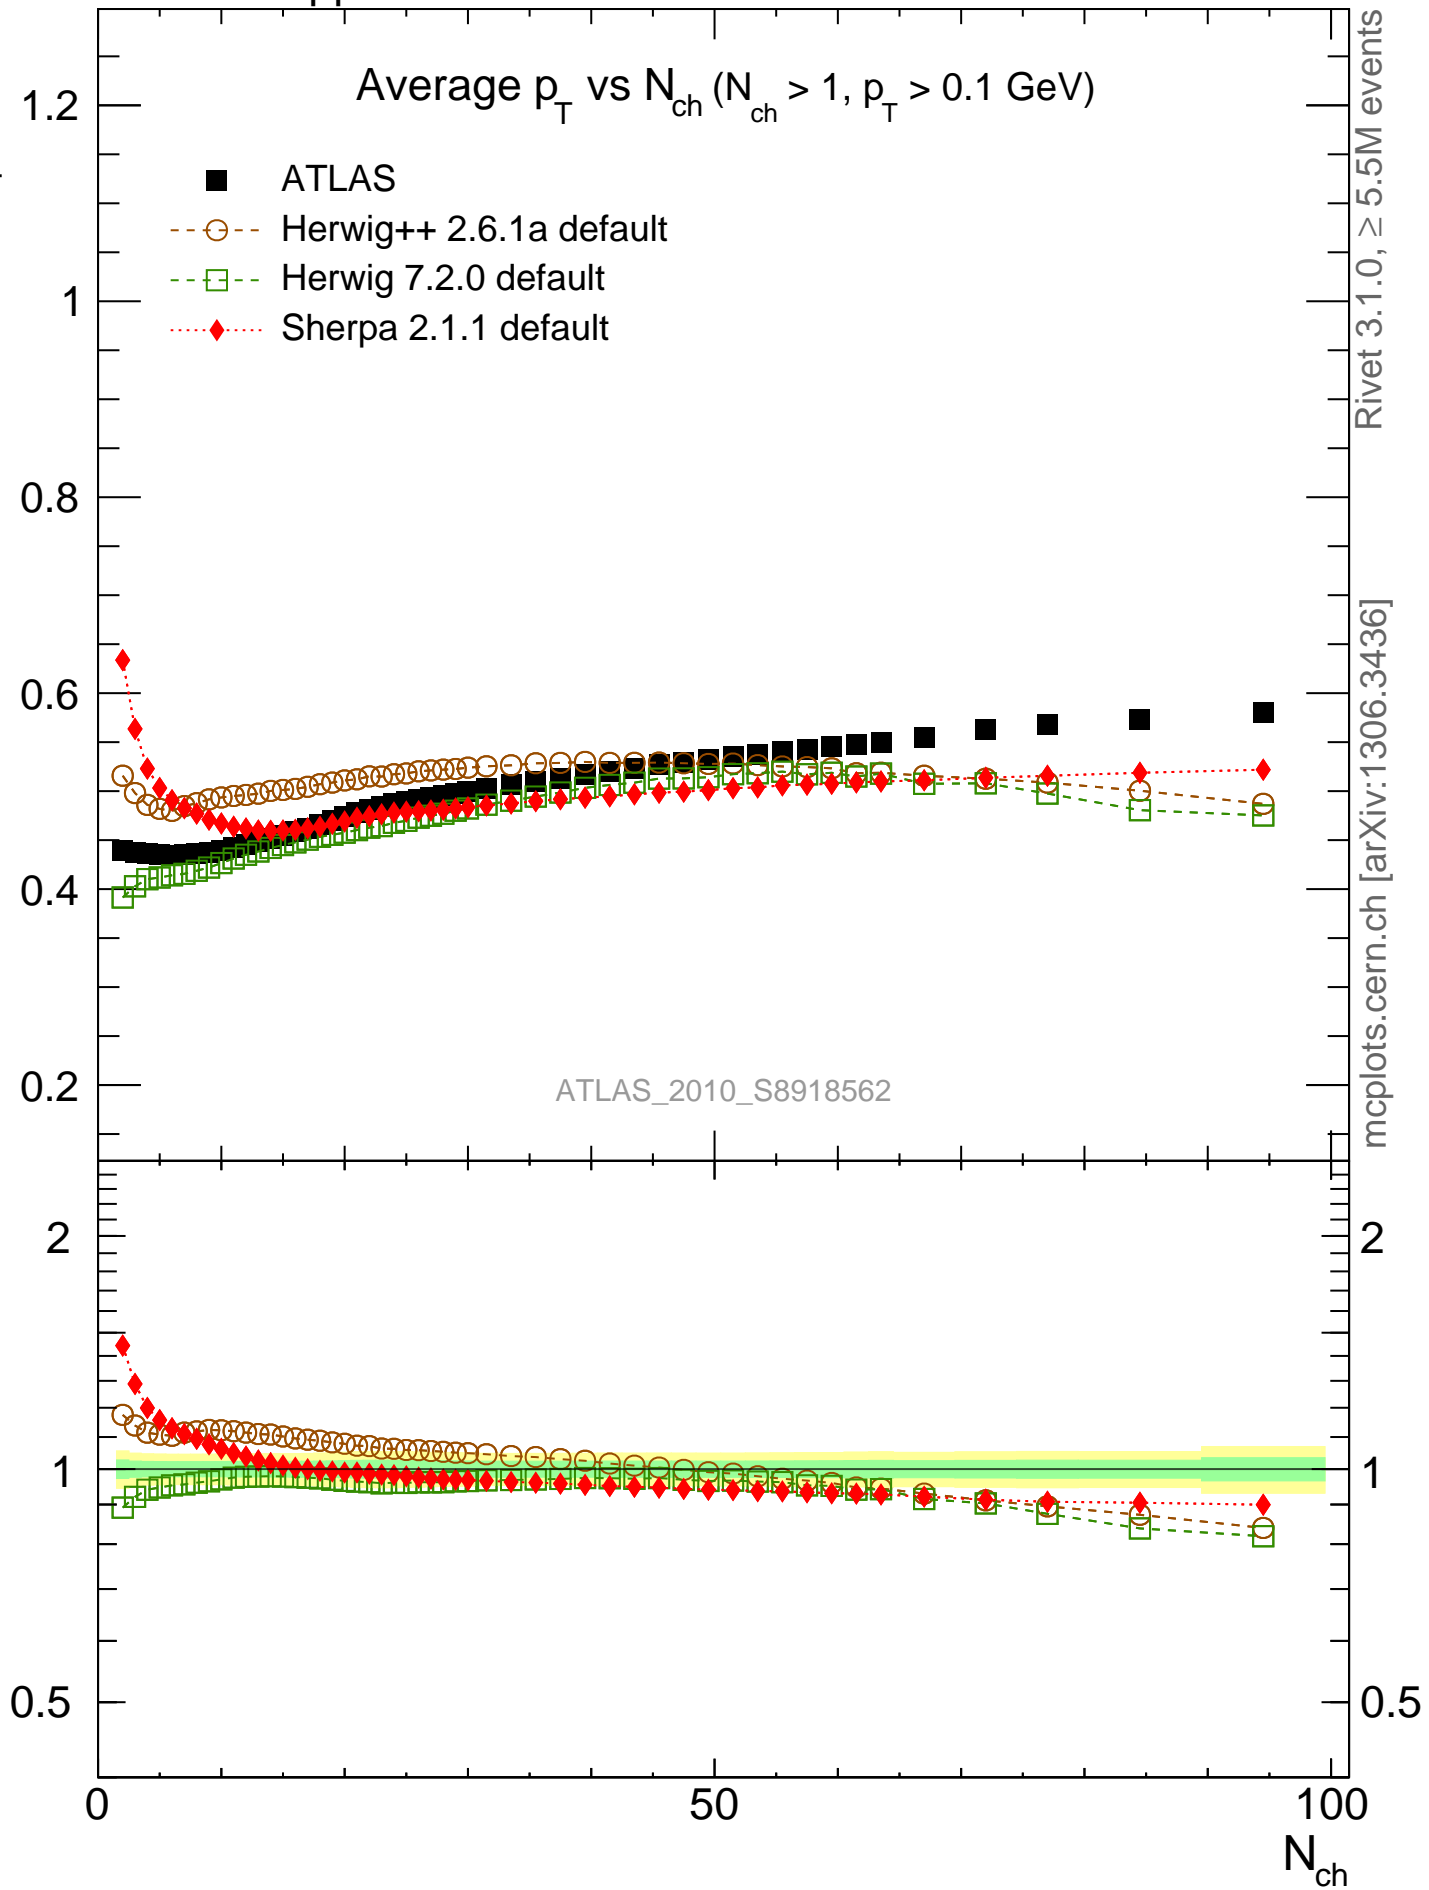 Average p_T vs N_ch (N_ch > 1, p_T > 0.1 GeV)
ATLAS
Herwig++ 2.6.1a default
Herwig 7.2.0 default
Sherpa 2.1.1 default
1.2
1
0.8
0.6
0.4
0.2
ATLAS_2010_S8918562
Rivet 3.1.0, ≥ 5.5M events
mcplots.cern.ch [arXiv:1306.3436]
2
1
0.5
2
1
0.5
0
50
100
N_ch